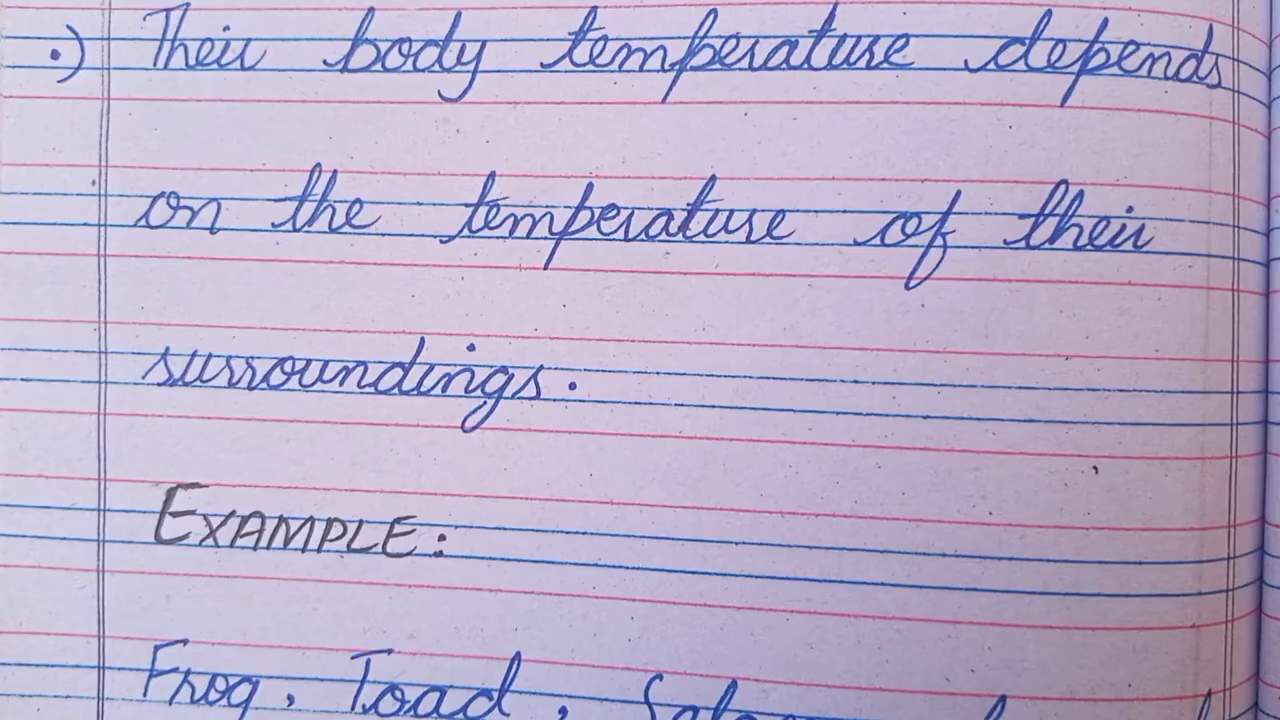 .) Their body temperature depends
on the temperature of their
surroundings.
EXAMPLE:
Frog, Toad,